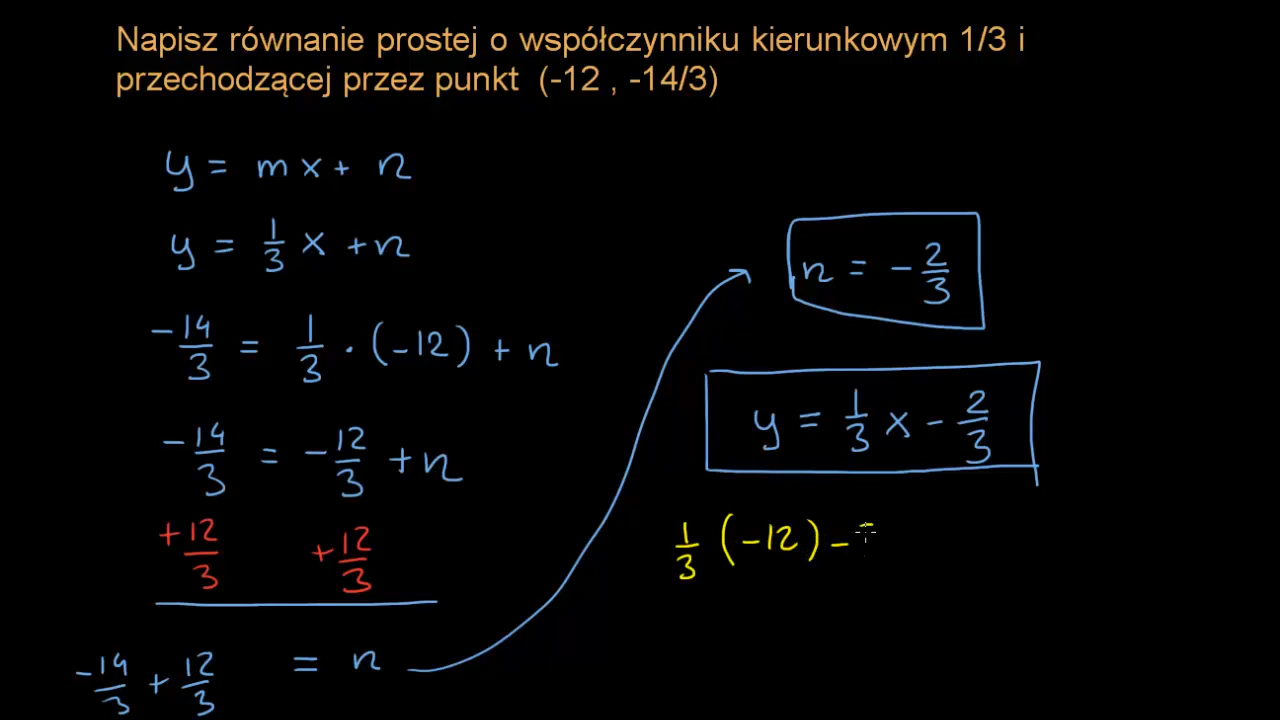 Napisz równanie prostej o współczynniku kierunkowym 1/3 i
przechodzącej przez punkt (-12 , -14/3)
y = mx + n
y = 1/3 x + n
-14/3 = 1/3 · (-12) + n
-14/3 = -12/3 + n
+12/3 +12/3
-14/3 + 12/3 = n
n = -2/3
y = 1/3 x - 2/3
1/3 (-12) -